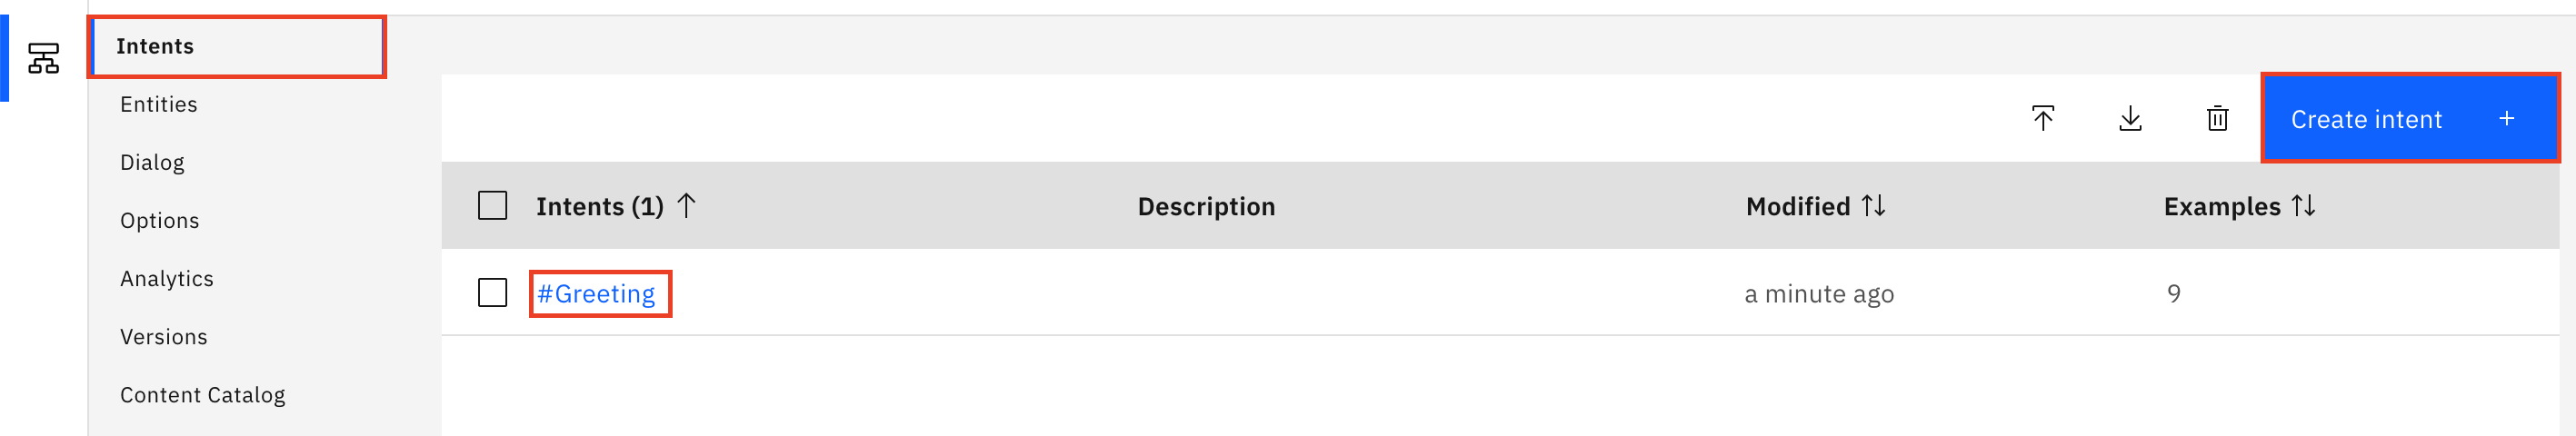 Intents
Entities
Dialog
Options
Analytics
Versions
Content Catalog
Create intent +
Intents (1) Description Modified Examples
#Greeting a minute ago 9